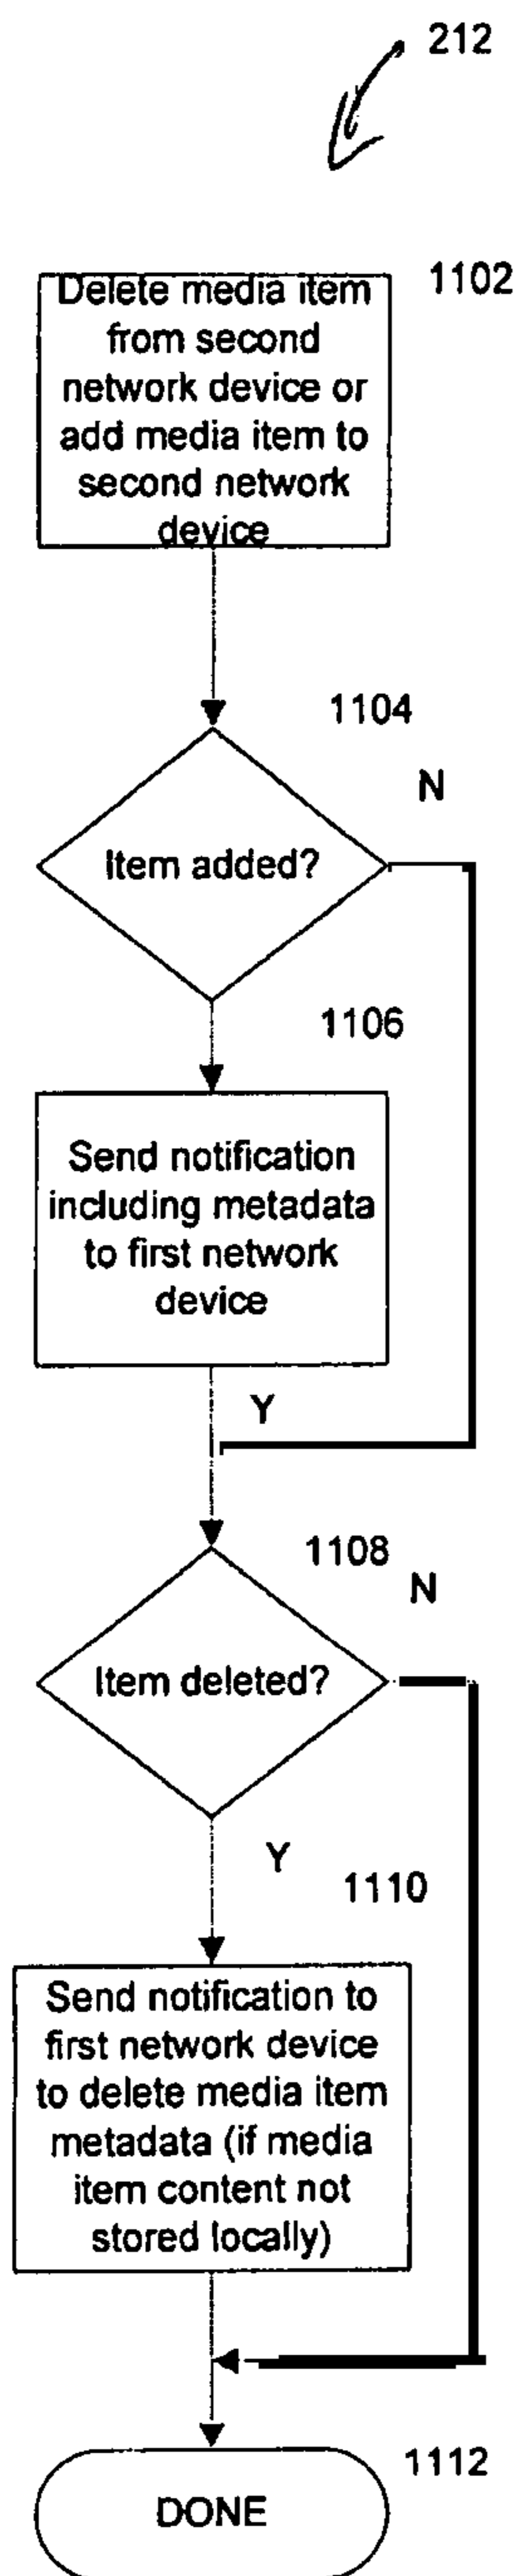 212
1102
Delete media item
from second
network device or
add media item to
second network
device
1104
N
Item added?
1106
Send notification
including metadata
to first network
device
Y
1108
N
Item deleted?
Y
1110
Send notification to
first network device
to delete media item
metadata (if media
item content not
stored locally)
1112
DONE